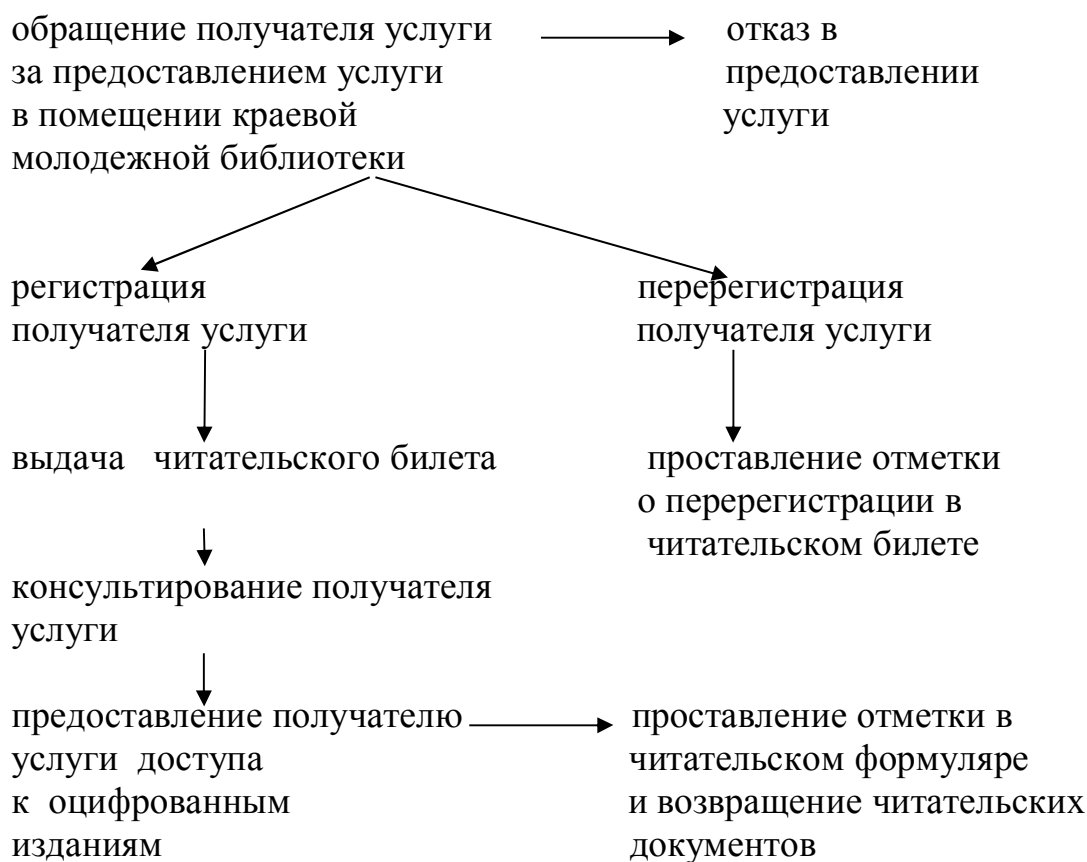 обращение получателя услуги
за предоставлением услуги
в помещении краевой
молодежной библиотеки
отказ в
предоставлении
услуги
регистрация
получателя услуги
перерегистрация
получателя услуги
выдача читательского билета
проставление отметки
о перерегистрации в
читательском билете
консультирование получателя
услуги
предоставление получателю
услуги доступа
к оцифрованным
изданиям
проставление отметки в
читательском формуляре
и возвращение читательских
документов